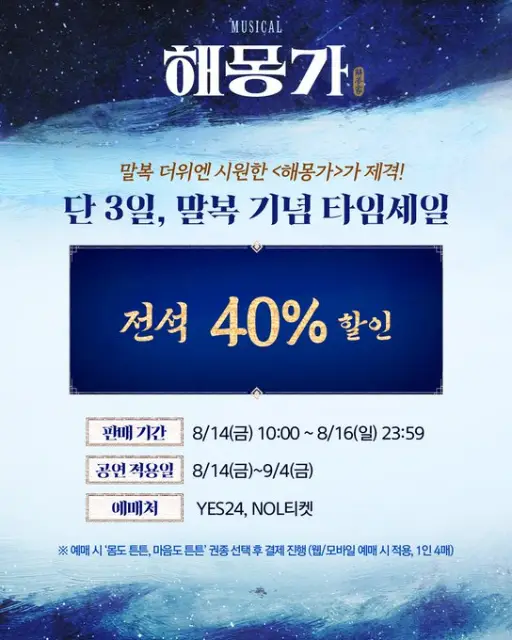 MUSICAL
해몽가
말복 더위엔 시원한 <해몽가>가 제격!
단 3일, 말복 기념 타임세일
전석 40% 할인
판매 기간 8/14(금) 10:00 ~ 8/16(일) 23:59
공연 적용일 8/14(금)~9/4(금)
예매처 YES24, NOL티켓
※ 예매 시 '몸도 튼튼, 마음도 튼튼' 권종 선택 후 결제 진행 (웹/모바일 예매 시 적용, 1인 4매)